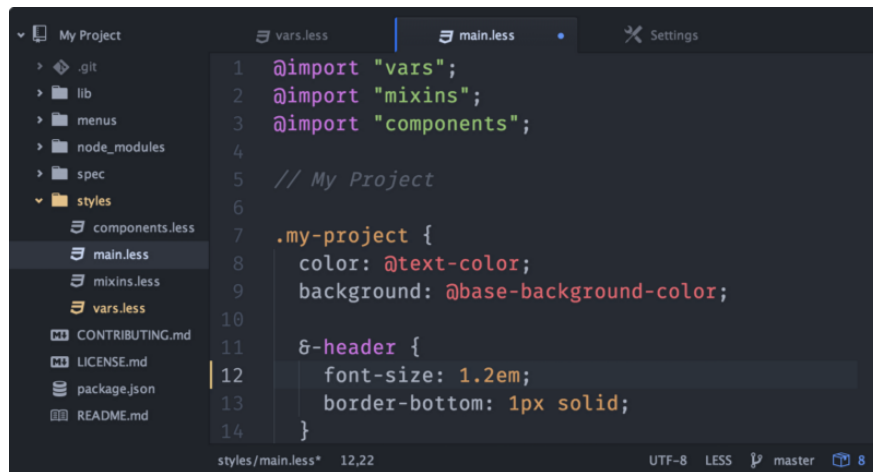 My Project
.git
lib
menus
node_modules
spec
styles
components.less
main.less
mixins.less
vars.less
CONTRIBUTING.md
LICENSE.md
package.json
README.md
vars.less main.less Settings
1 @import "vars";
2 @import "mixins";
3 @import "components";
4
5 // My Project
6
7 .my-project {
8 color: @text-color;
9 background: @base-background-color;
10
11 &-header {
12 font-size: 1.2em;
13 border-bottom: 1px solid;
14 }
styles/main.less* 12,22 UTF-8 LESS master 8